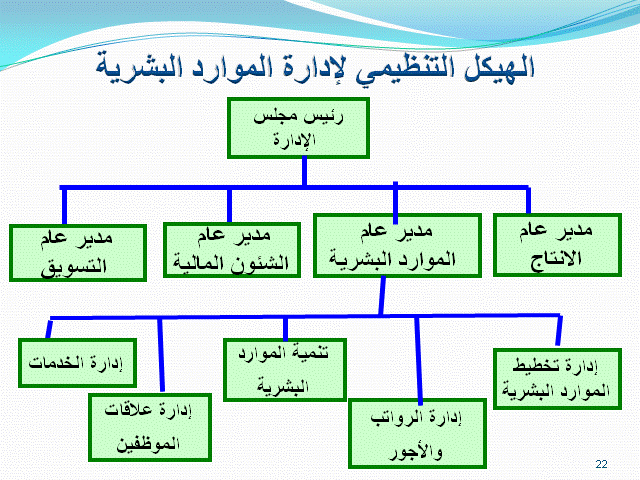 الهيكل التنظيمي لإدارة الموارد البشرية
رئيس مجلس
الإدارة
مدير عام
الانتاج
مدير عام
الموارد البشرية
مدير عام
الشئون المالية
مدير عام
التسويق
إدارة تخطيط
الموارد البشرية
إدارة الرواتب
والأجور
تنمية الموارد
البشرية
إدارة علاقات
الموظفين
إدارة الخدمات
22